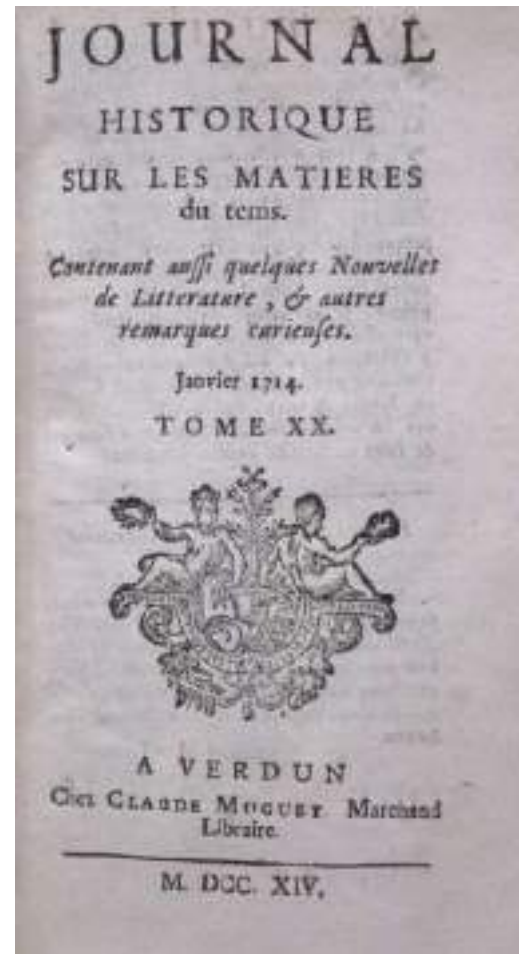 JOURNAL
HISTORIQUE
SUR LES MATIERES
du tems.
Contenant aussi quelques Nouvelles
de Litterature, & autres
remarques curieuses.
Janvier 1714.
TOME XX.
A VERDUN
Chez CLAUDE MUGUET Marchand
Libraire.
M. DCC. XIV.